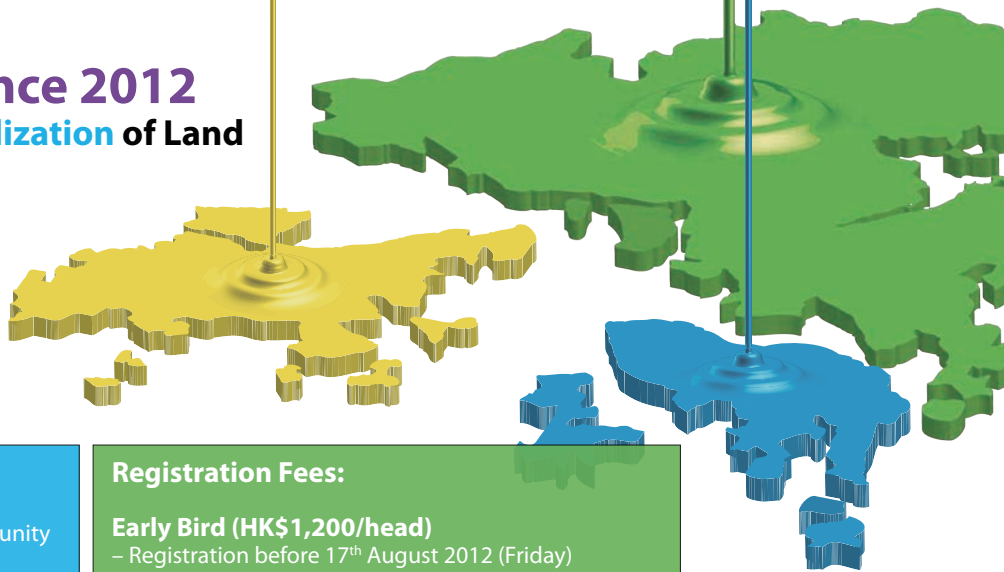 nce 2012
lization of Land
unity
Registration Fees:
Early Bird (HK$1,200/head)
– Registration before 17th August 2012 (Friday)